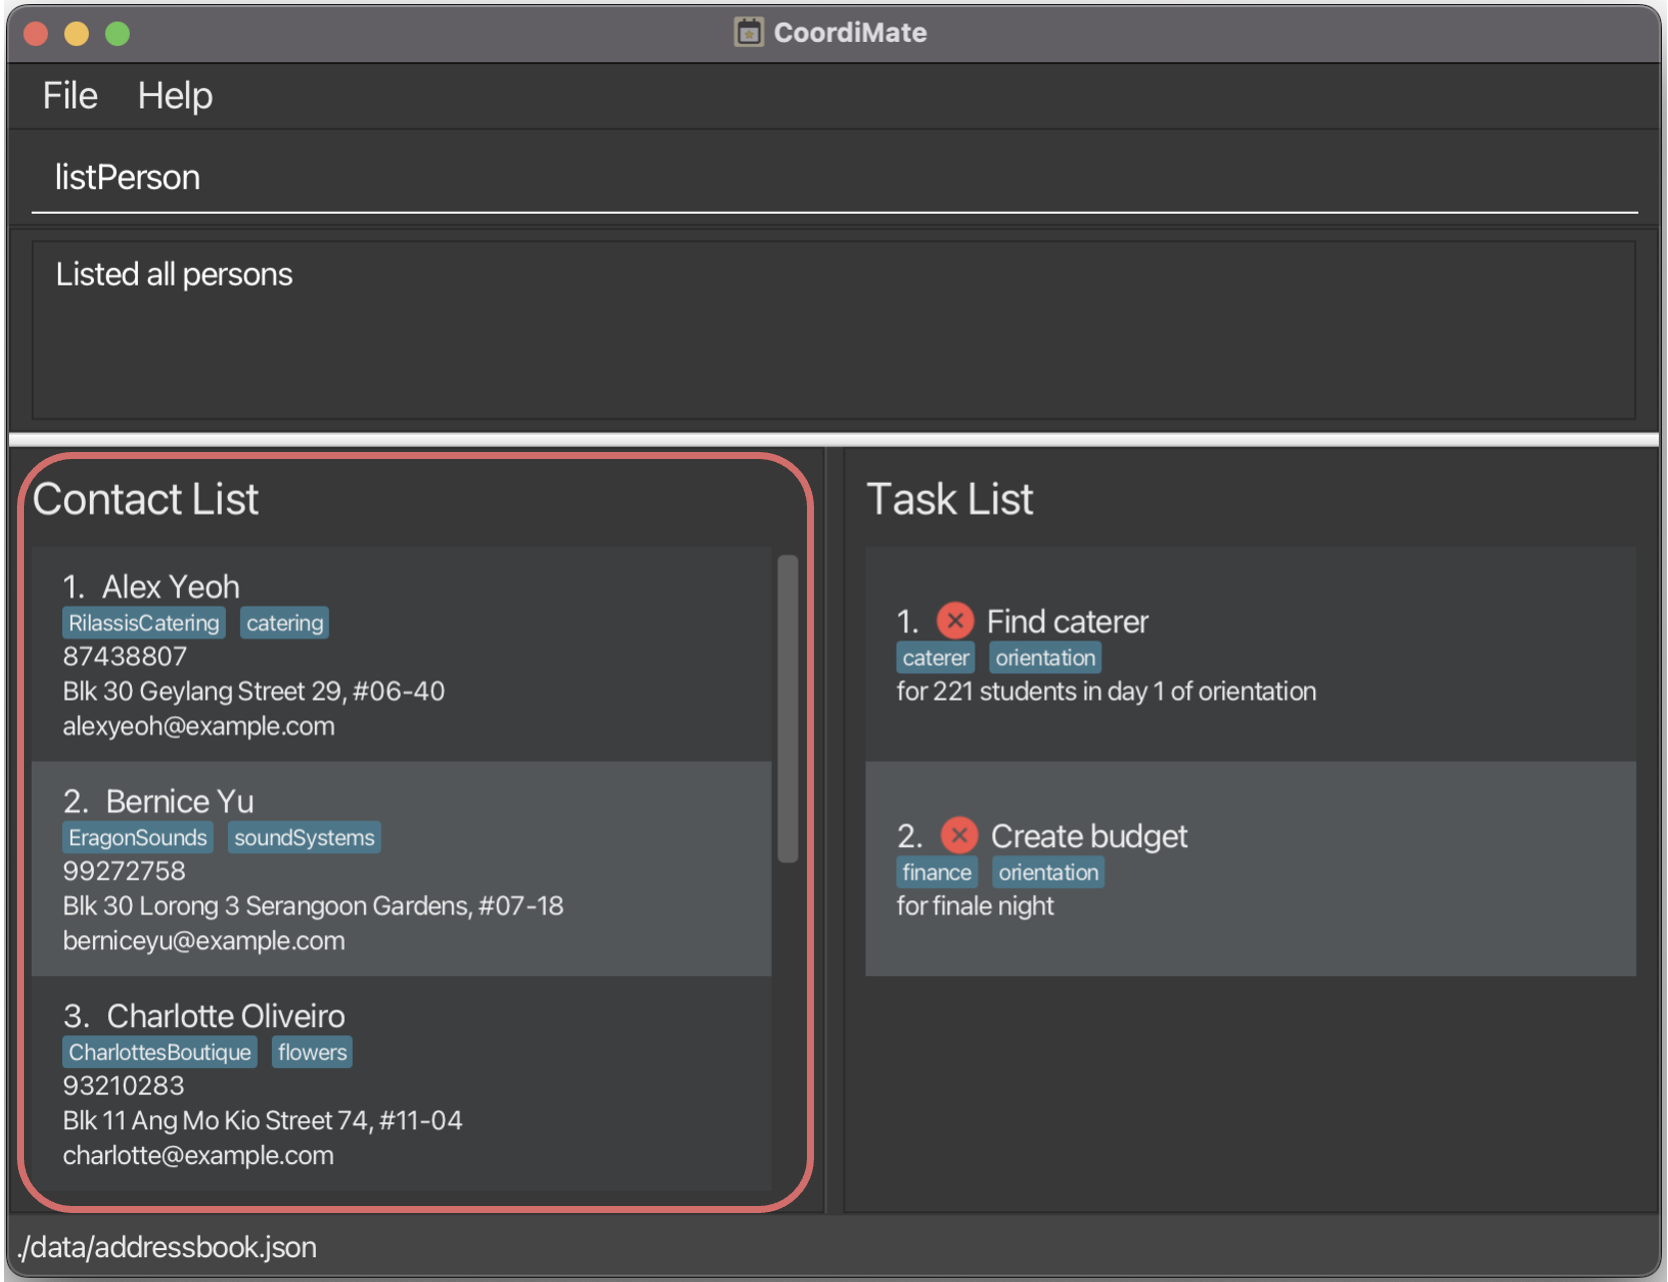 CoordiMate
File Help
listPerson
Listed all persons
Contact List
1. Alex Yeoh
RilassisCatering catering
87438807
Blk 30 Geylang Street 29, #06-40
alexyeoh@example.com
2. Bernice Yu
EragonSounds soundSystems
99272758
Blk 30 Lorong 3 Serangoon Gardens, #07-18
berniceyu@example.com
3. Charlotte Oliveiro
CharlottesBoutique flowers
93210283
Blk 11 Ang Mo Kio Street 74, #11-04
charlotte@example.com
Task List
1. Find caterer
caterer orientation
for 221 students in day 1 of orientation
2. Create budget
finance orientation
for finale night
./data/addressbook.json